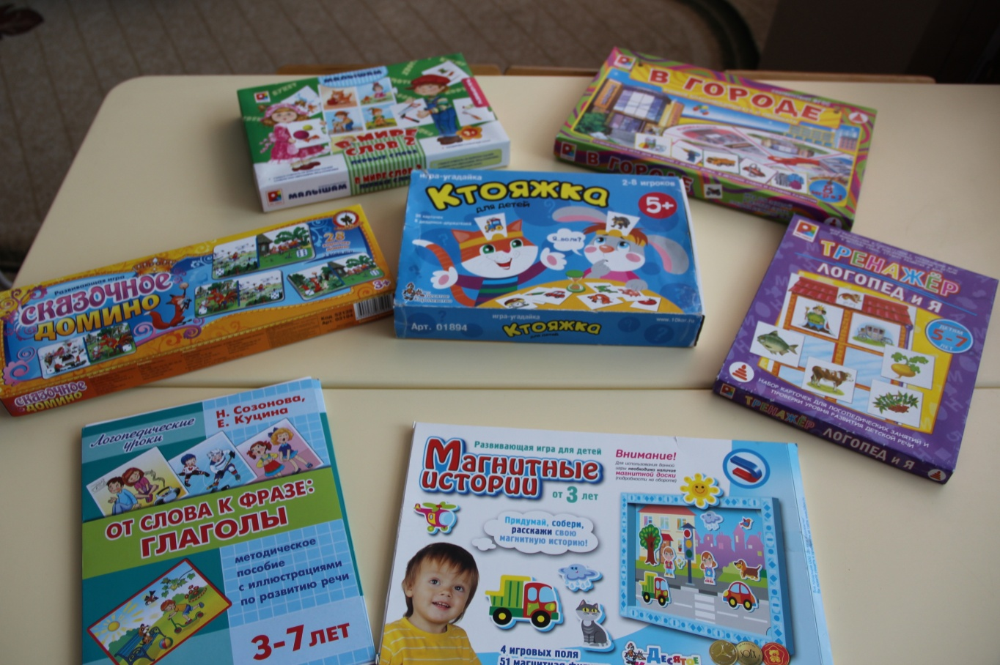 МАЛЫШАМ
В МИРЕ
СЛОВ 2
МАЛЫШАМ
В ГОРОДЕ
В ГОРОДЕ
игра-угадайка
2-8 игроков
Ктояжка
для детей
5+
Я...волк?
Арт. 01894
игра-угадайка
Ктояжка
для детей
www.10kor.ru
Развивающая игра
Сказочное
домино
28
3+
Сказочное
домино
ТРЕНАЖЁР
ЛОГОПЕД и Я
ДЕТЯМ
5-7
ЛЕТ
НАБОР КАРТОЧЕК ДЛЯ ЛОГОПЕДИЧЕСКИХ ЗАНЯТИЙ И
ПРОВЕРКИ УРОВНЯ РАЗВИТИЯ ДЕТСКОЙ РЕЧИ
ТРЕНАЖЁР
ЛОГОПЕД и Я
Логопедические
уроки
Н. Созонова,
Е. Куцина
ОТ СЛОВА К ФРАЗЕ:
ГЛАГОЛЫ
методическое
пособие
с иллюстрациями
по развитию речи
3-7 ЛЕТ
Развивающая игра для детей
Магнитные
истории
от 3 лет
Внимание!
Для использования данной
игры необходимо наличие
магнитной доски
(подробности на обороте)
Придумай, собери,
расскажи свою
магнитную историю!
4 игровых поля
51 магнитная
Десятое